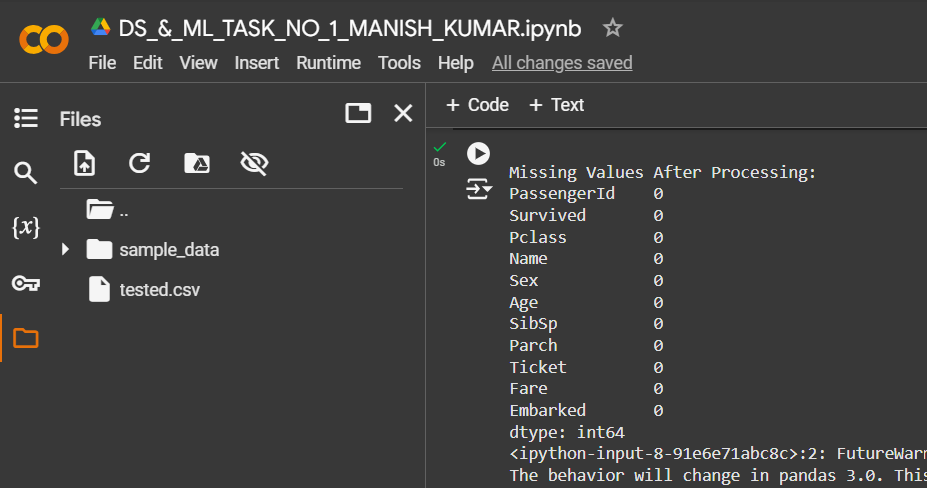 DS_&_ML_TASK_NO_1_MANISH_KUMAR.ipynb
File Edit View Insert Runtime Tools Help All changes saved
Files
..
sample_data
tested.csv
{x}
+ Code + Text
0s
Missing Values After Processing:
PassengerId 0
Survived 0
Pclass 0
Name 0
Sex 0
Age 0
SibSp 0
Parch 0
Ticket 0
Fare 0
Embarked 0
dtype: int64
<ipython-input-8-91e6e71abc8c>:2:
The behavior will change in pandas 3.0.